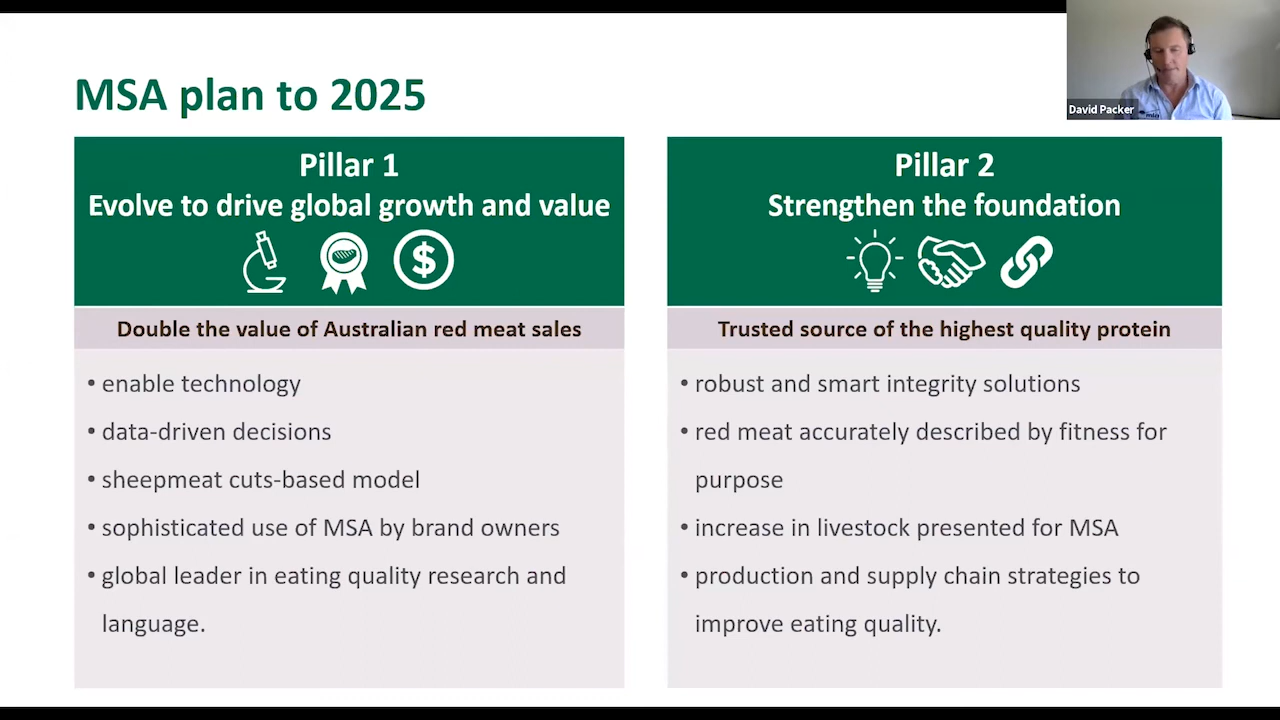 MSA plan to 2025
David Packer
Pillar 1
Evolve to drive global growth and value
$
Double the value of Australian red meat sales
• enable technology
• data-driven decisions
• sheepmeat cuts-based model
• sophisticated use of MSA by brand owners
• global leader in eating quality research and
language.
Pillar 2
Strengthen the foundation
Trusted source of the highest quality protein
• robust and smart integrity solutions
• red meat accurately described by fitness for
purpose
• increase in livestock presented for MSA
• production and supply chain strategies to
improve eating quality.